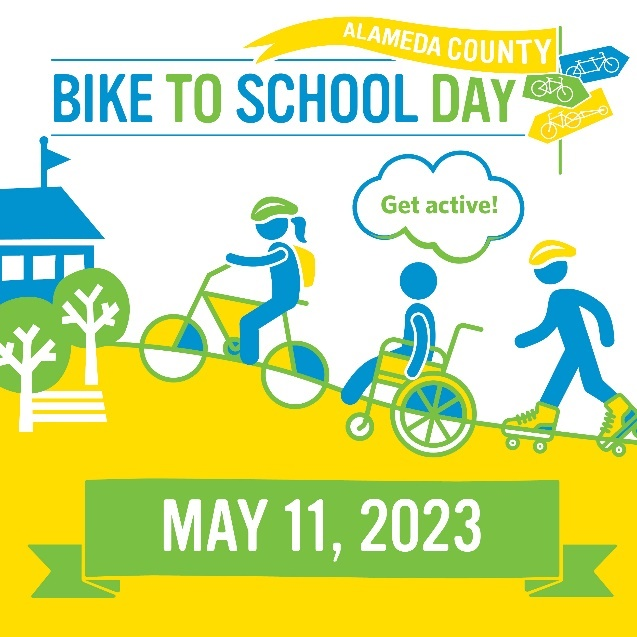 ALAMEDA COUNTY
BIKE TO SCHOOL DAY
Get active!
MAY 11, 2023